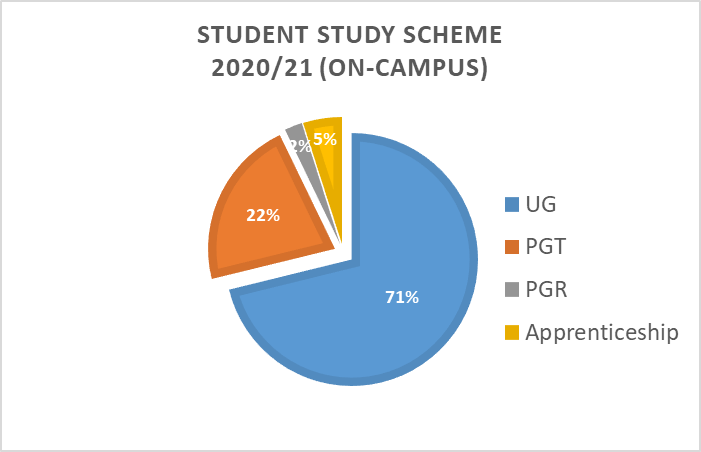 STUDENT STUDY SCHEME
2020/21 (ON-CAMPUS)
5%
2%
22%
71%
UG
PGT
PGR
Apprenticeship